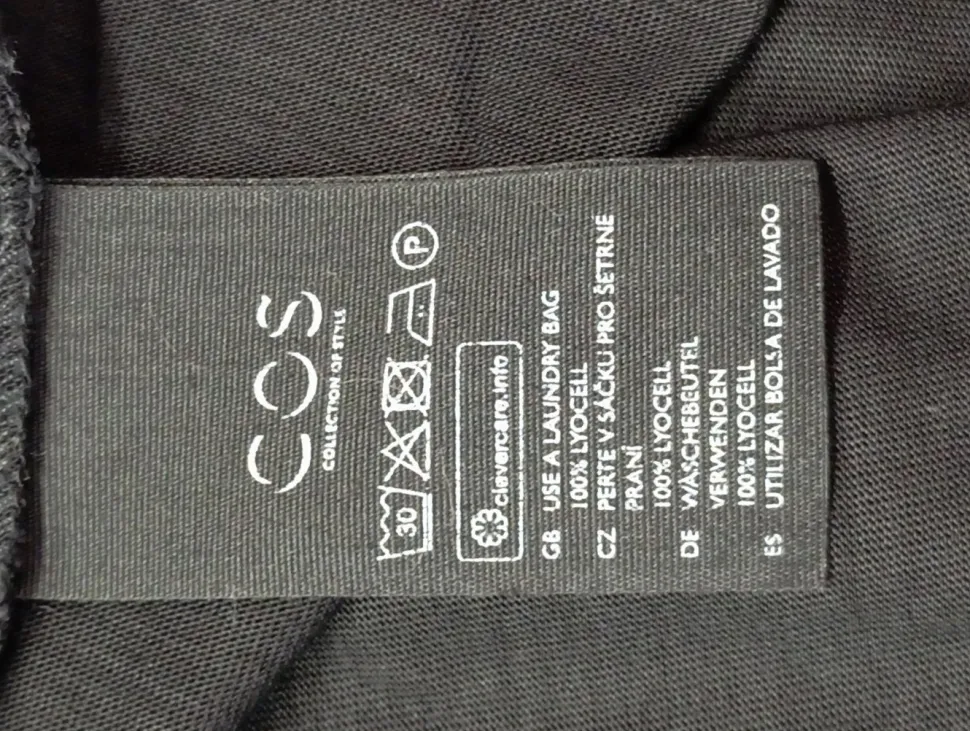 COS
COLLECTION OF STYLE
30 P
clevercare.info
GB USE A LAUNDRY BAG
100% LYOCELL
CZ PERTE V SÁČKU PRO ŠETRNÉ
PRANÍ
100% LYOCELL
DE WÄSCHEBEUTEL
VERWENDEN
100% LYOCELL
ES UTILIZAR BOLSA DE LAVADO